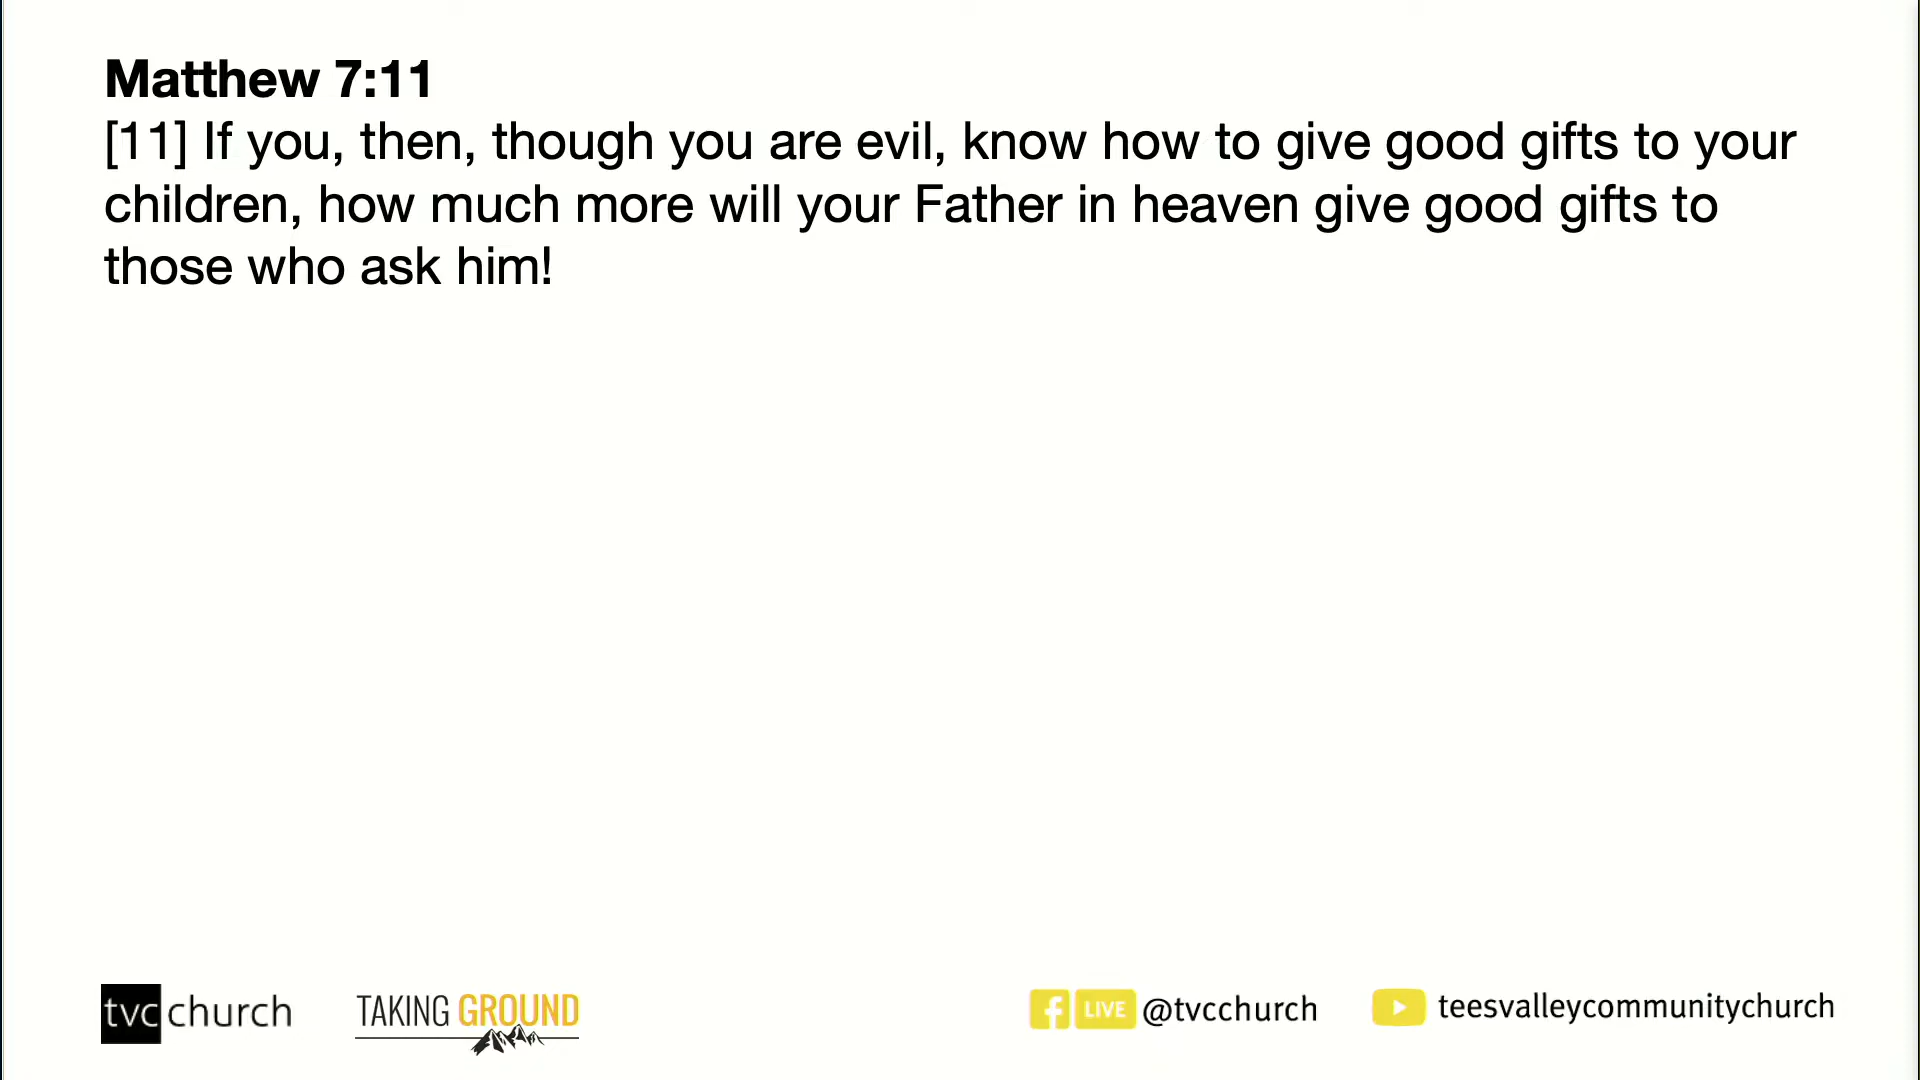 Matthew 7:11
[11] If you, then, though you are evil, know how to give good gifts to your
children, how much more will your Father in heaven give good gifts to
those who ask him!
tvc church
TAKING GROUND
f LIVE @tvcchurch
teesvalleycommunitychurch